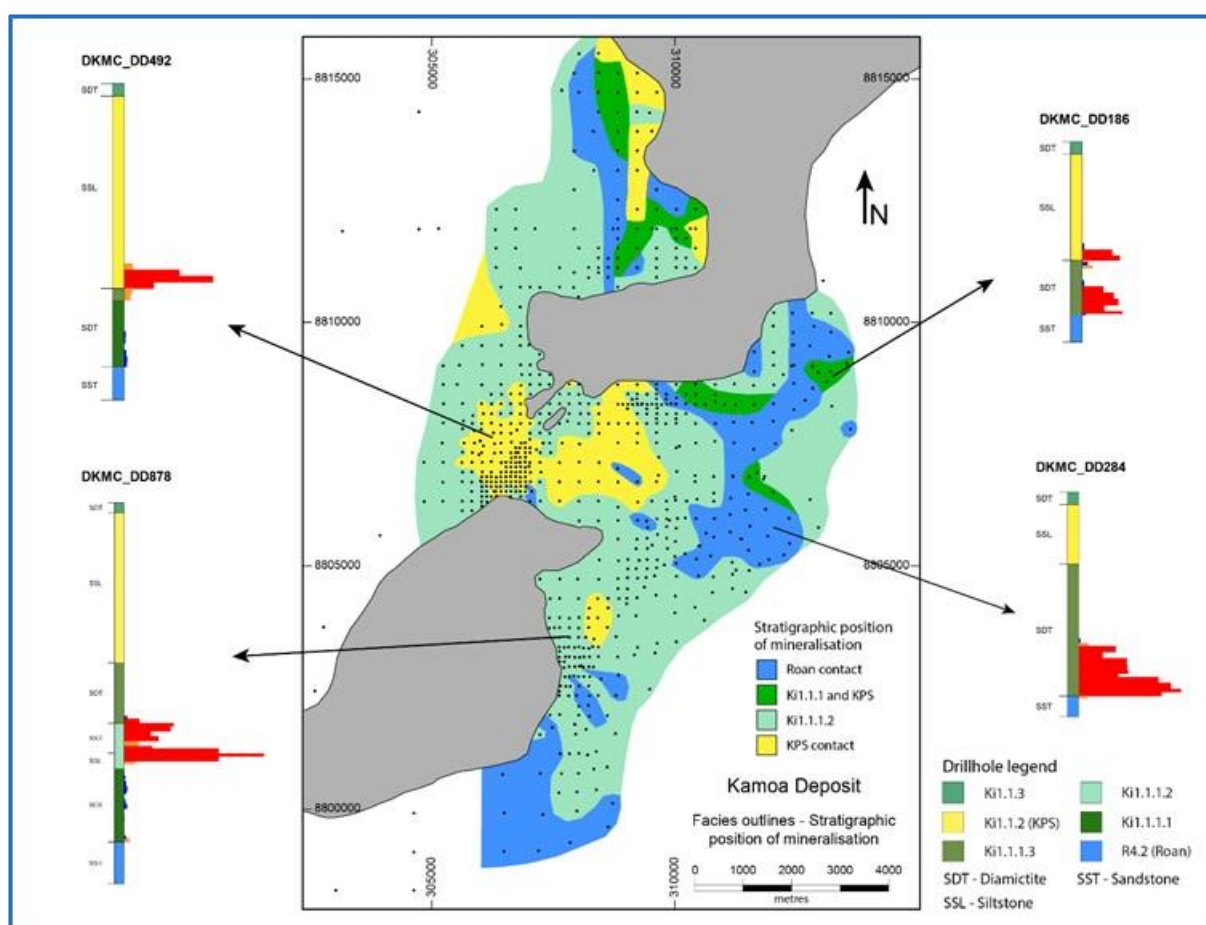 DKMC_DD492
SDT
SSL
SDT
SST
DKMC_DD878
SDT
SSL
SDT
SSL
305000
310000
8815000
8815000
8810000
8810000
8805000
8805000
8800000
8800000
305000
310000
N
Stratigraphic position
of mineralisation
Roan contact
Ki1.1.1 and KPS
Ki1.1.1.2
KPS contact
Kamoa Deposit
Facies outlines - Stratigraphic
position of mineralisation
0 1000 2000 3000 4000
metres
DKMC_DD186
SDT
SSL
SDT
SST
DKMC_DD284
SDT
SSL
SDT
SST
Drillhole legend
Ki1.1.3
Ki1.1.2 (KPS)
Ki1.1.1.3
Ki1.1.1.2
Ki1.1.1.1
R4.2 (Roan)
SDT - Diamictite
SST - Sandstone
SSL - Siltstone